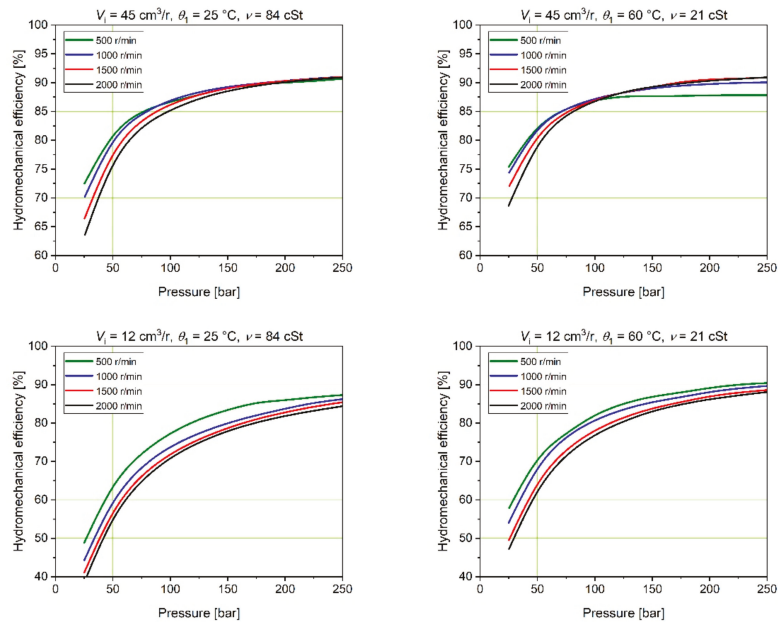 Vi = 45 cm³/r, θ1 = 25 °C, ν = 84 cSt
Hydromechanical efficiency [%]
100
95
90
85
80
75
70
65
60
500 r/min
1000 r/min
1500 r/min
2000 r/min
0 50 100 150 200 250
Pressure [bar]
Vi = 45 cm³/r, θ1 = 60 °C, ν = 21 cSt
Hydromechanical efficiency [%]
100
95
90
85
80
75
70
65
60
500 r/min
1000 r/min
1500 r/min
2000 r/min
0 50 100 150 200 250
Pressure [bar]
Vi = 12 cm³/r, θ1 = 25 °C, ν = 84 cSt
Hydromechanical efficiency [%]
100
90
80
70
60
50
40
500 r/min
1000 r/min
1500 r/min
2000 r/min
0 50 100 150 200 250
Pressure [bar]
Vi = 12 cm³/r, θ1 = 60 °C, ν = 21 cSt
Hydromechanical efficiency [%]
100
90
80
70
60
50
40
500 r/min
1000 r/min
1500 r/min
2000 r/min
0 50 100 150 200 250
Pressure [bar]